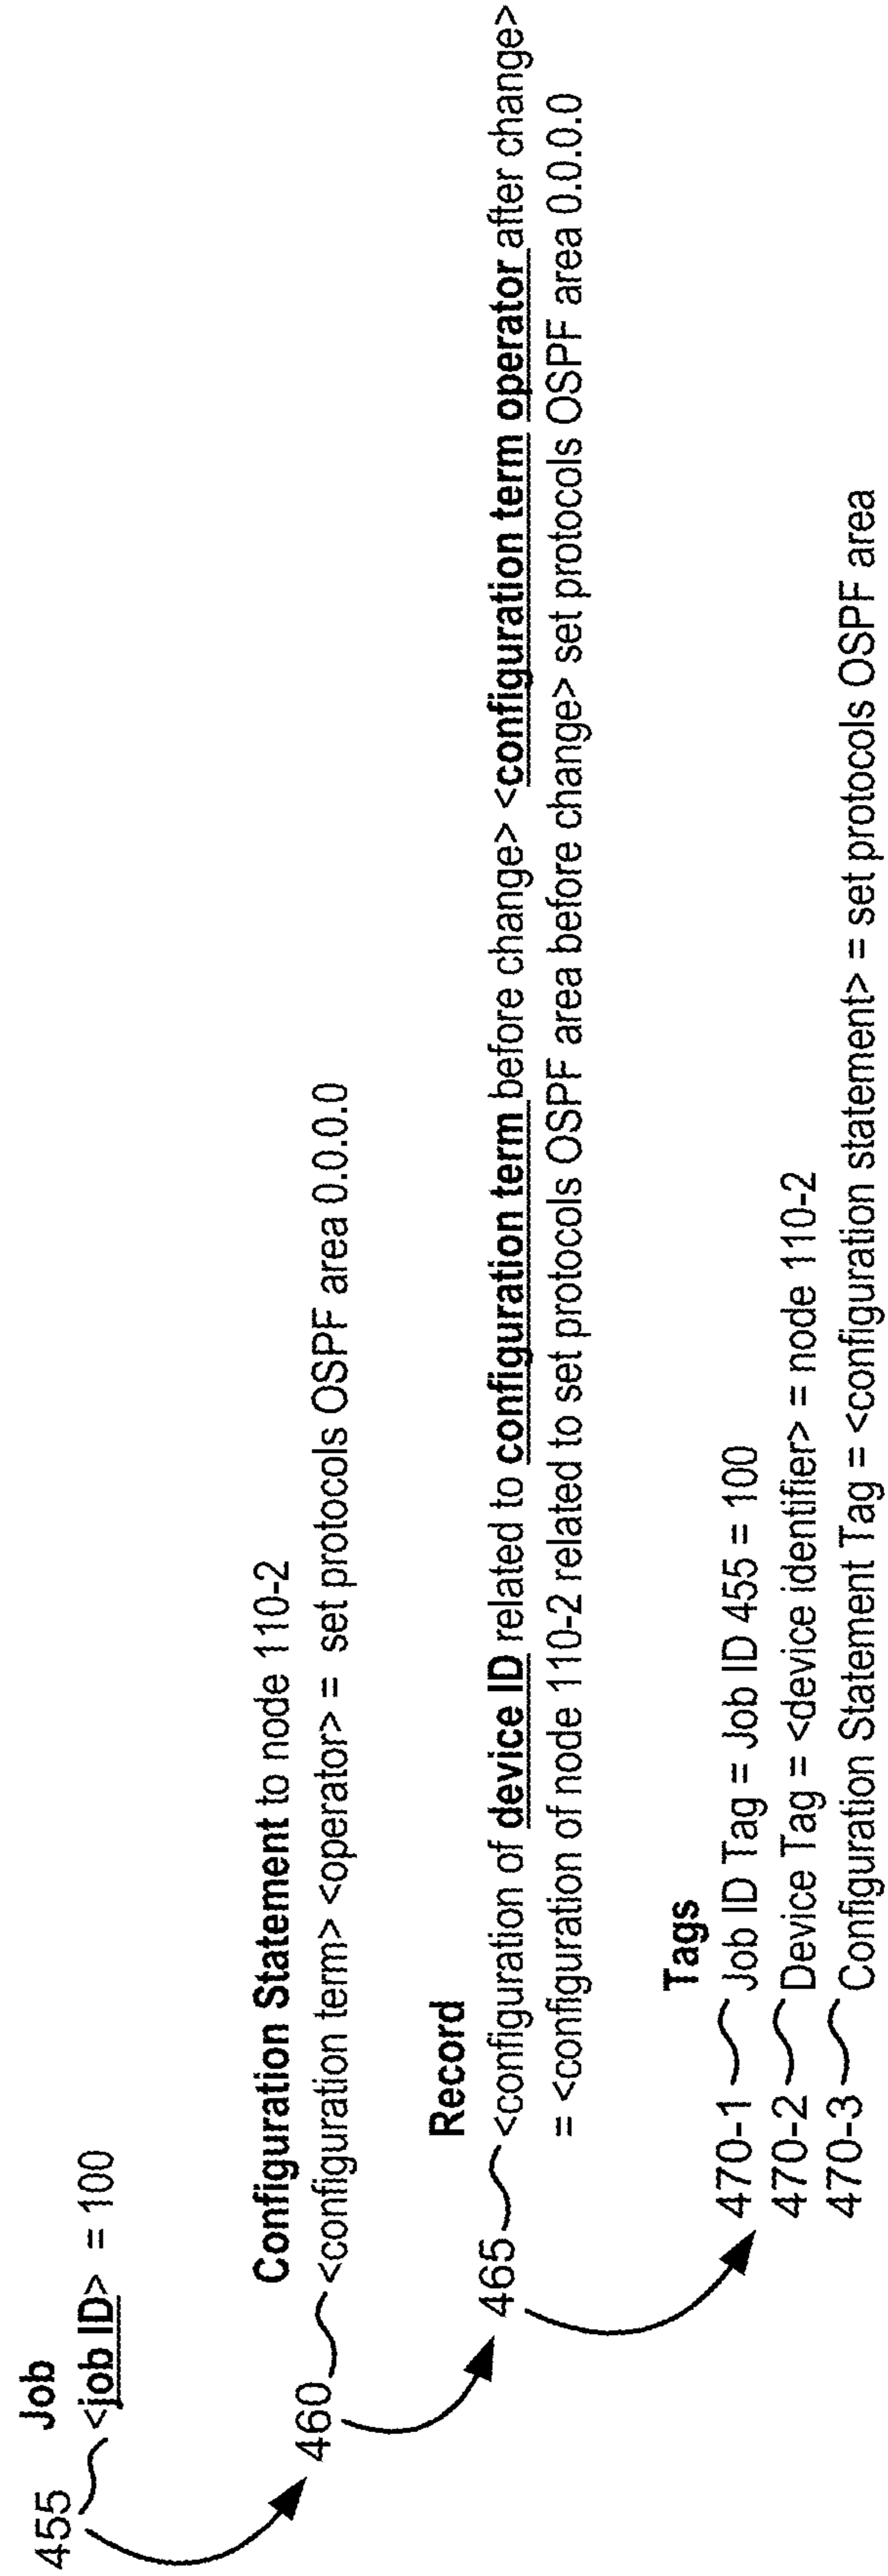 Job
455 <job ID> = 100
Configuration Statement to node 110-2
460 <configuration term> <operator> = set protocols OSPF area 0.0.0.0
Record
465 <configuration of device ID related to configuration term before change> <configuration term operator after change>
= <configuration of node 110-2 related to set protocols OSPF area before change> set protocols OSPF area 0.0.0.0
Tags
470-1 Job ID Tag = Job ID 455 = 100
470-2 Device Tag = <device identifier> = node 110-2
470-3 Configuration Statement Tag = <configuration statement> = set protocols OSPF area